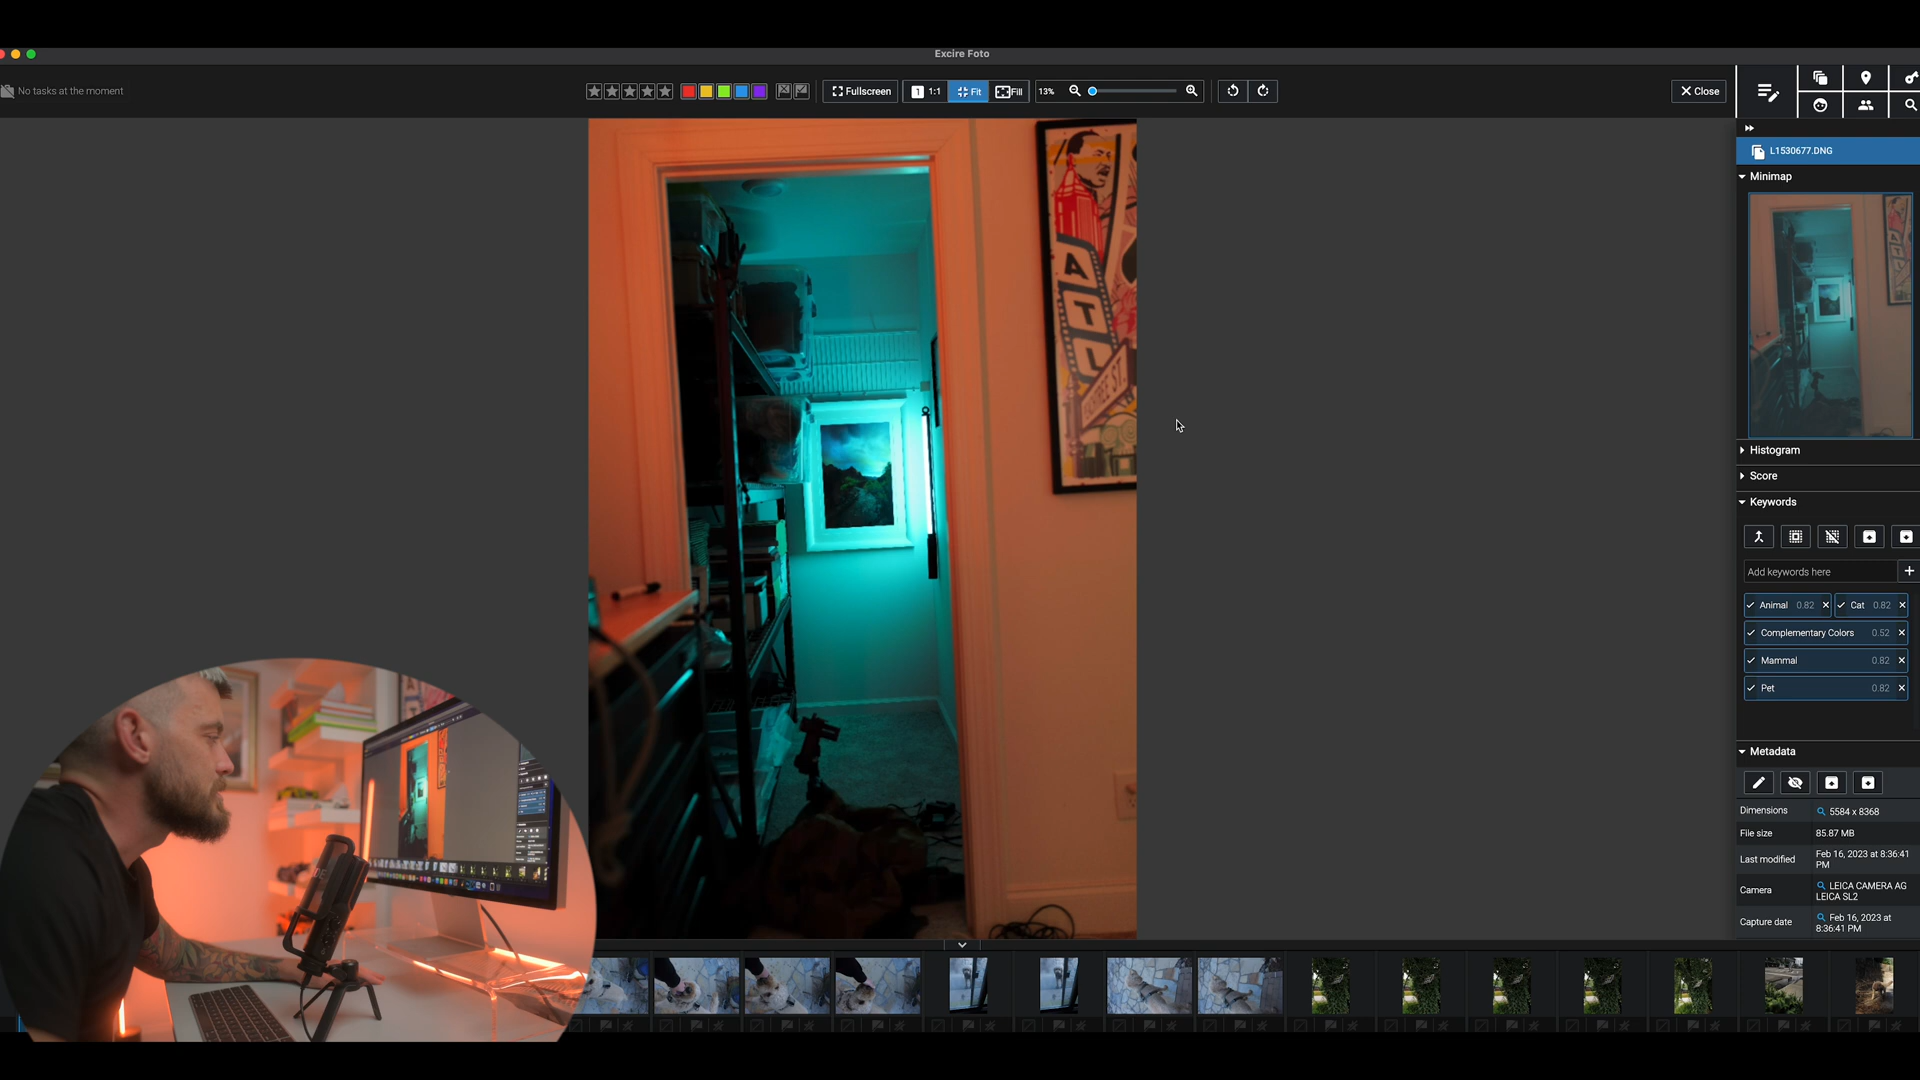 Excire Foto
No tasks at the moment
Fullscreen
1 1:1
Fit
Fill
13%
Close
L1530677.DNG
Minimap
Histogram
Score
Keywords
Add keywords here
Animal 0.82
Cat 0.82
Complementary Colors 0.52
Mammal 0.82
Pet 0.82
Metadata
Dimensions 5584 x 8368
File size 85.87 MB
Last modified Feb 16, 2023 at 8:36:41
PM
Camera LEICA CAMERA AG
LEICA SL2
Capture date Feb 16, 2023 at
8:36:41 PM
ATL